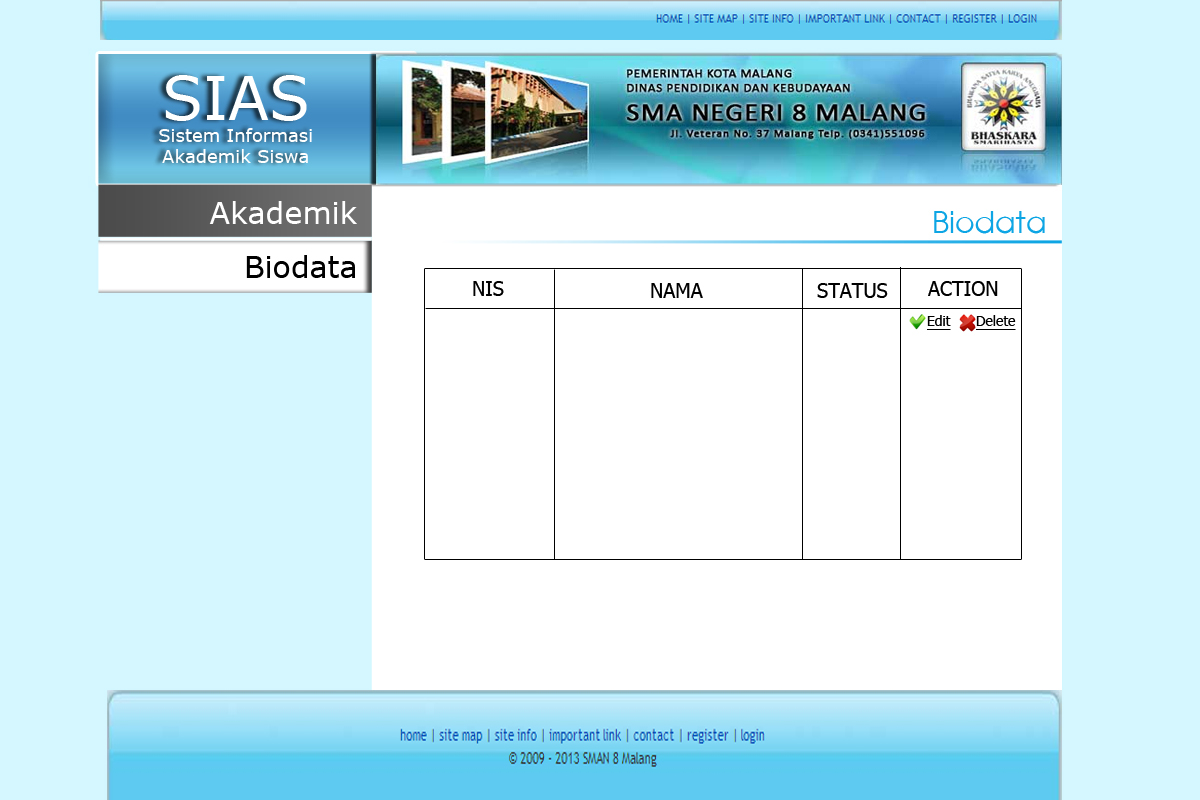 HOME | SITE MAP | SITE INFO | IMPORTANT LINK | CONTACT | REGISTER | LOGIN
SIAS
Sistem Informasi
Akademik Siswa
PEMERINTAH KOTA MALANG
DINAS PENDIDIKAN DAN KEBUDAYAAN
SMA NEGERI 8 MALANG
Jl. Veteran No. 37 Malang Telp. (0341)551096
BHASKARA
SMARIHASTA
Akademik
Biodata
Biodata
NIS NAMA STATUS ACTION
Edit Delete
home | site map | site info | important link | contact | register | login
© 2009 - 2013 SMAN 8 Malang